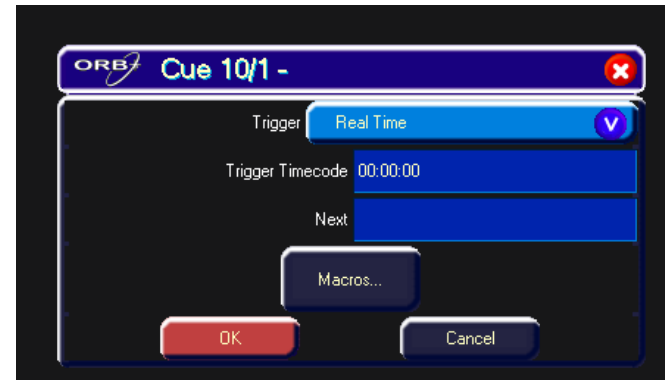 ORB Cue 10/1 -
Trigger Real Time V
Trigger Timecode 00:00:00
Next
Macros...
OK Cancel